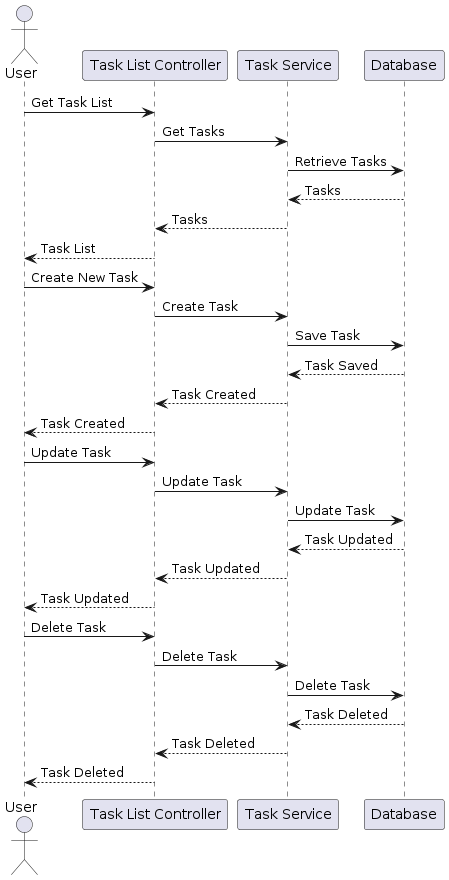 User
Task List Controller
Task Service
Database
Get Task List
Get Tasks
Retrieve Tasks
Tasks
Tasks
Task List
Create New Task
Create Task
Save Task
Task Saved
Task Created
Task Created
Update Task
Update Task
Update Task
Task Updated
Task Updated
Task Updated
Delete Task
Delete Task
Delete Task
Task Deleted
Task Deleted
Task Deleted
User
Task List Controller
Task Service
Database